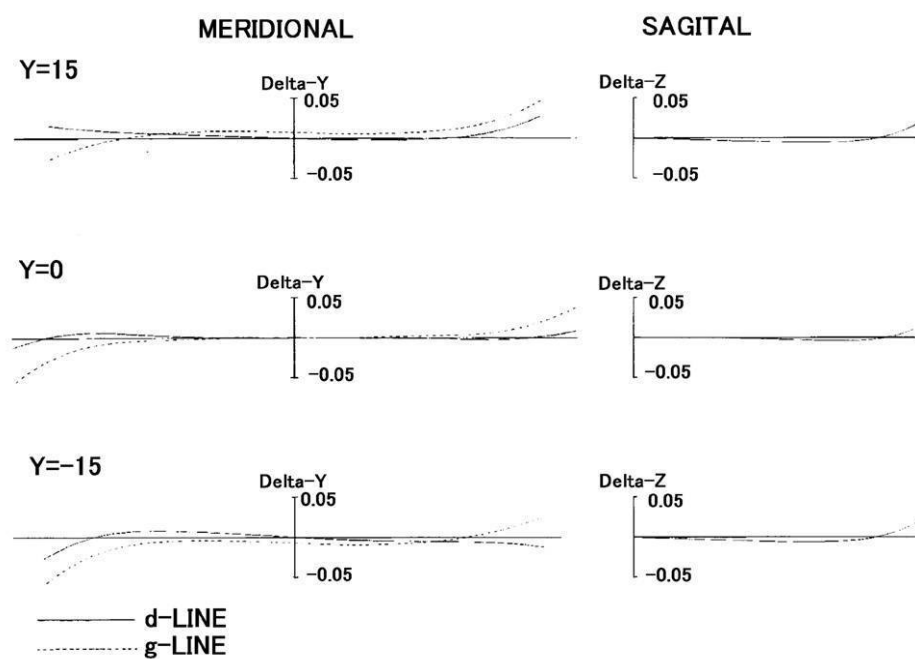 MERIDIONAL SAGITAL
Y=15
Delta-Y Delta-Z
0.05 0.05
-0.05 -0.05
Y=0
Delta-Y Delta-Z
0.05 0.05
-0.05 -0.05
Y=-15
Delta-Y Delta-Z
0.05 0.05
-0.05 -0.05
d-LINE
g-LINE